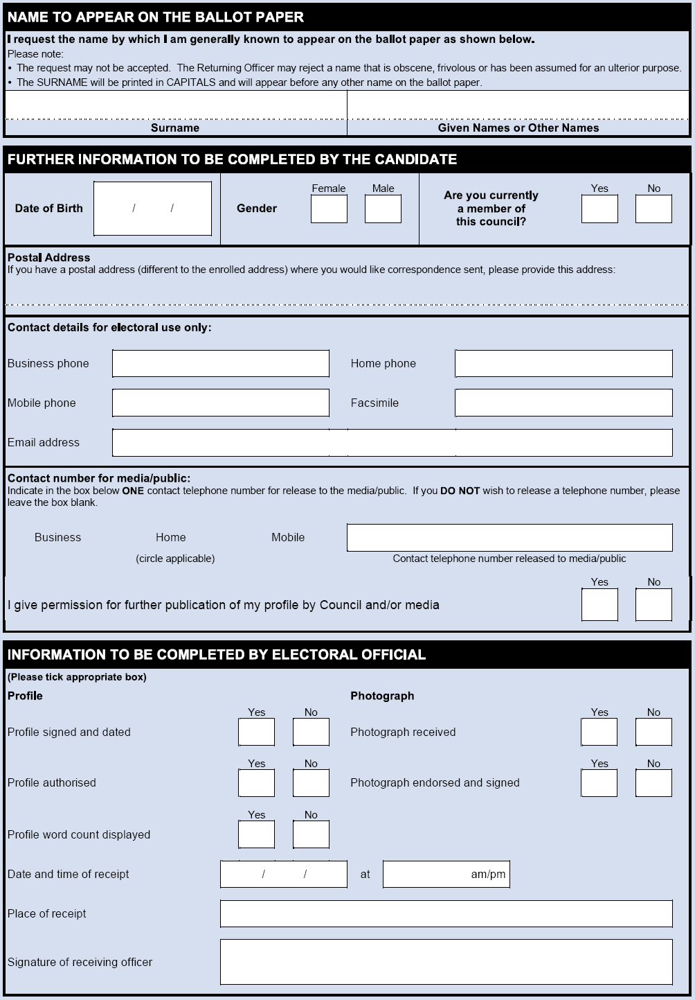 NAME TO APPEAR ON THE BALLOT PAPER
I request the name by which I am generally known to appear on the ballot paper as shown below.
Please note:
• The request may not be accepted. The Returning Officer may reject a name that is obscene, frivolous or has been assumed for an ulterior purpose.
• The SURNAME will be printed in CAPITALS and will appear before any other name on the ballot paper.
Surname Given Names or Other Names
FURTHER INFORMATION TO BE COMPLETED BY THE CANDIDATE
Date of Birth / /
Gender Female Male
Are you currently
a member of
this council?
Yes No
Postal Address
If you have a postal address (different to the enrolled address) where you would like correspondence sent, please provide this address:
Contact details for electoral use only:
Business phone Home phone
Mobile phone Facsimile
Email address
Contact number for media/public:
Indicate in the box below ONE contact telephone number for release to the media/public. If you DO NOT wish to release a telephone number, please
leave the box blank.
Business Home Mobile
(circle applicable) Contact telephone number released to media/public
Yes No
I give permission for further publication of my profile by Council and/or media
INFORMATION TO BE COMPLETED BY ELECTORAL OFFICIAL
(Please tick appropriate box)
Profile Photograph
Yes No Yes No
Profile signed and dated Photograph received
Yes No Yes No
Profile authorised Photograph endorsed and signed
Yes No
Profile word count displayed
Date and time of receipt / / at am/pm
Place of receipt
Signature of receiving officer